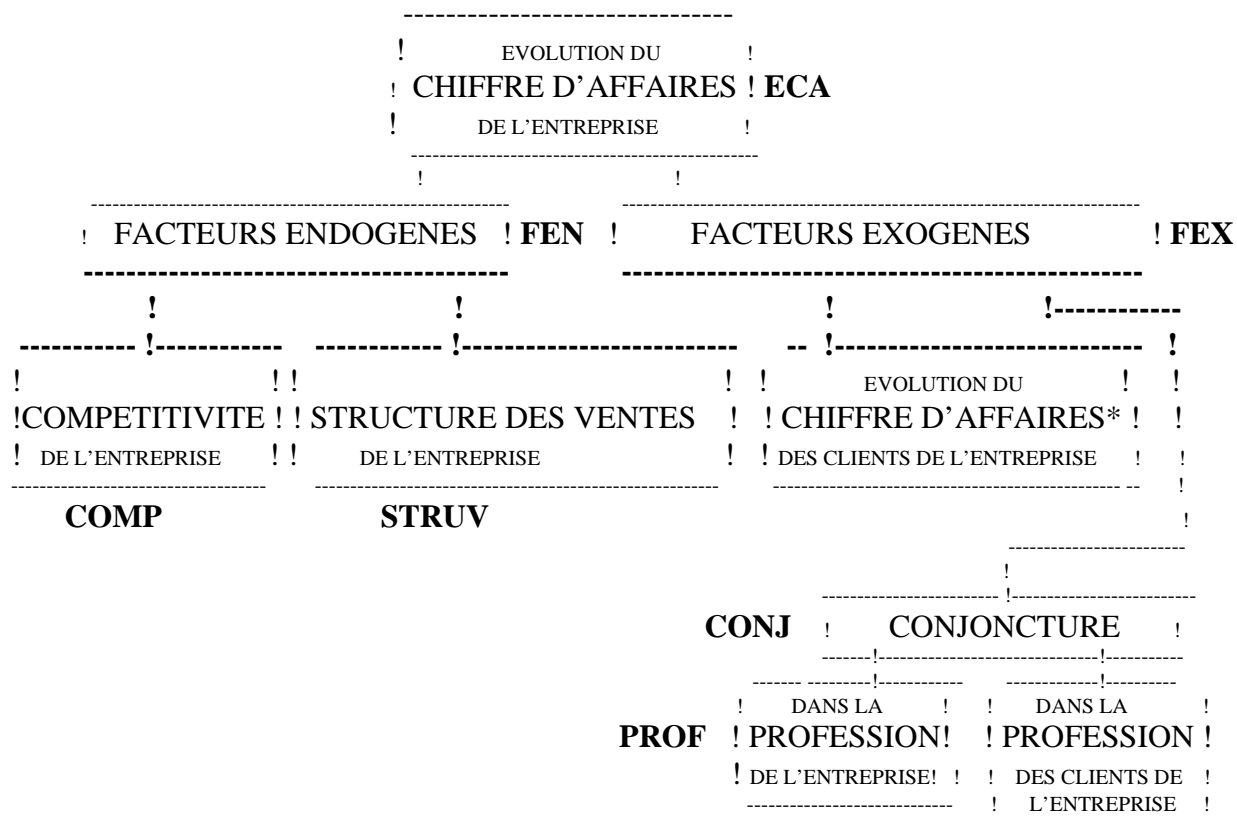 EVOLUTION DU
CHIFFRE D’AFFAIRES ECA
DE L’ENTREPRISE
FACTEURS ENDOGENES FEN FACTEURS EXOGENES FEX
EVOLUTION DU
COMPETITIVITE STRUCTURE DES VENTES CHIFFRE D’AFFAIRES*
DE L’ENTREPRISE DE L’ENTREPRISE DES CLIENTS DE L’ENTREPRISE
COMP STRUV
CONJ CONJONCTURE
DANS LA DANS LA
PROF PROFESSION PROFESSION
DE L’ENTREPRISE DES CLIENTS DE
L’ENTREPRISE